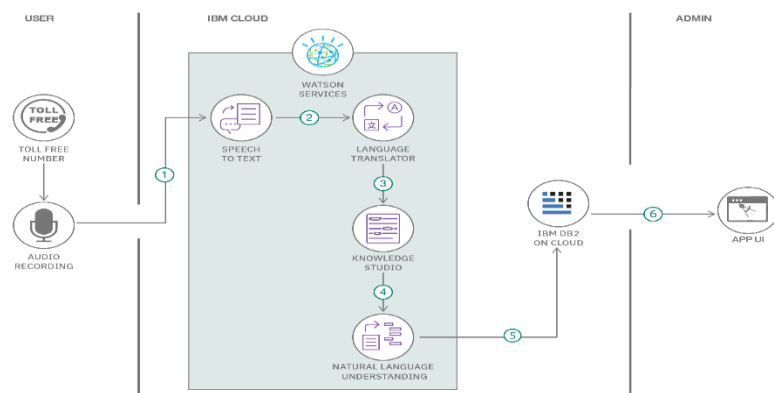 USER
IBM CLOUD
ADMIN
WATSON
SERVICES
TOLL
FREE
TOLL FREE
NUMBER
1
SPEECH
TO TEXT
2
A
文
LANGUAGE
TRANSLATOR
3
AUDIO
RECORDING
KNOWLEDGE
STUDIO
4
NATURAL LANGUAGE
UNDERSTANDING
5
IBM DB2
ON CLOUD
6
APP UI